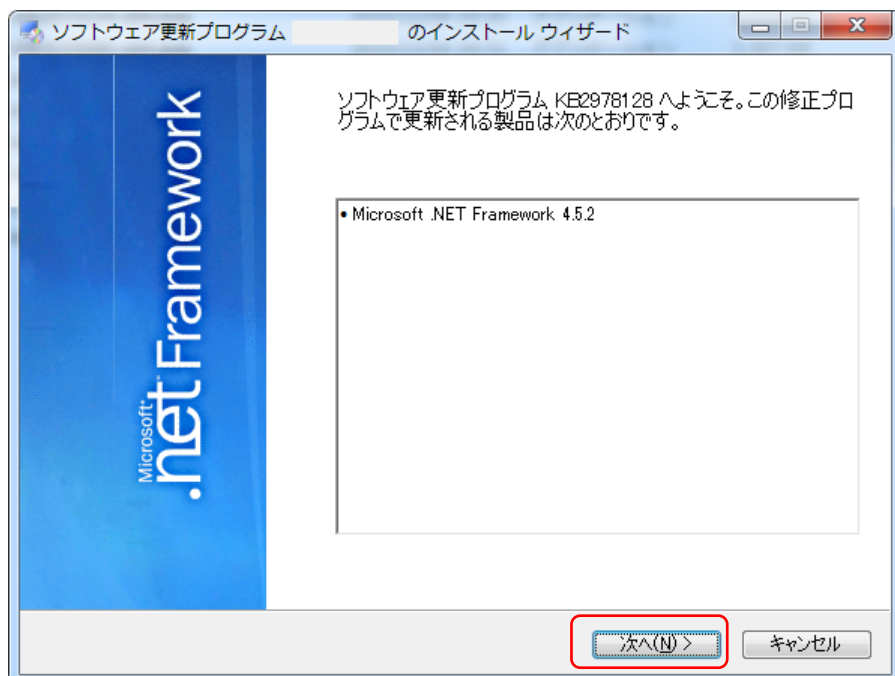 ソフトウェア更新プログラム のインストール ウィザード
ソフトウェア更新プログラム KB2978128 へようこそ。この修正プロ
グラムで更新される製品は次のとおりです。
Microsoft
.net Framework
• Microsoft .NET Framework 4.5.2
次へ(N) >
キャンセル